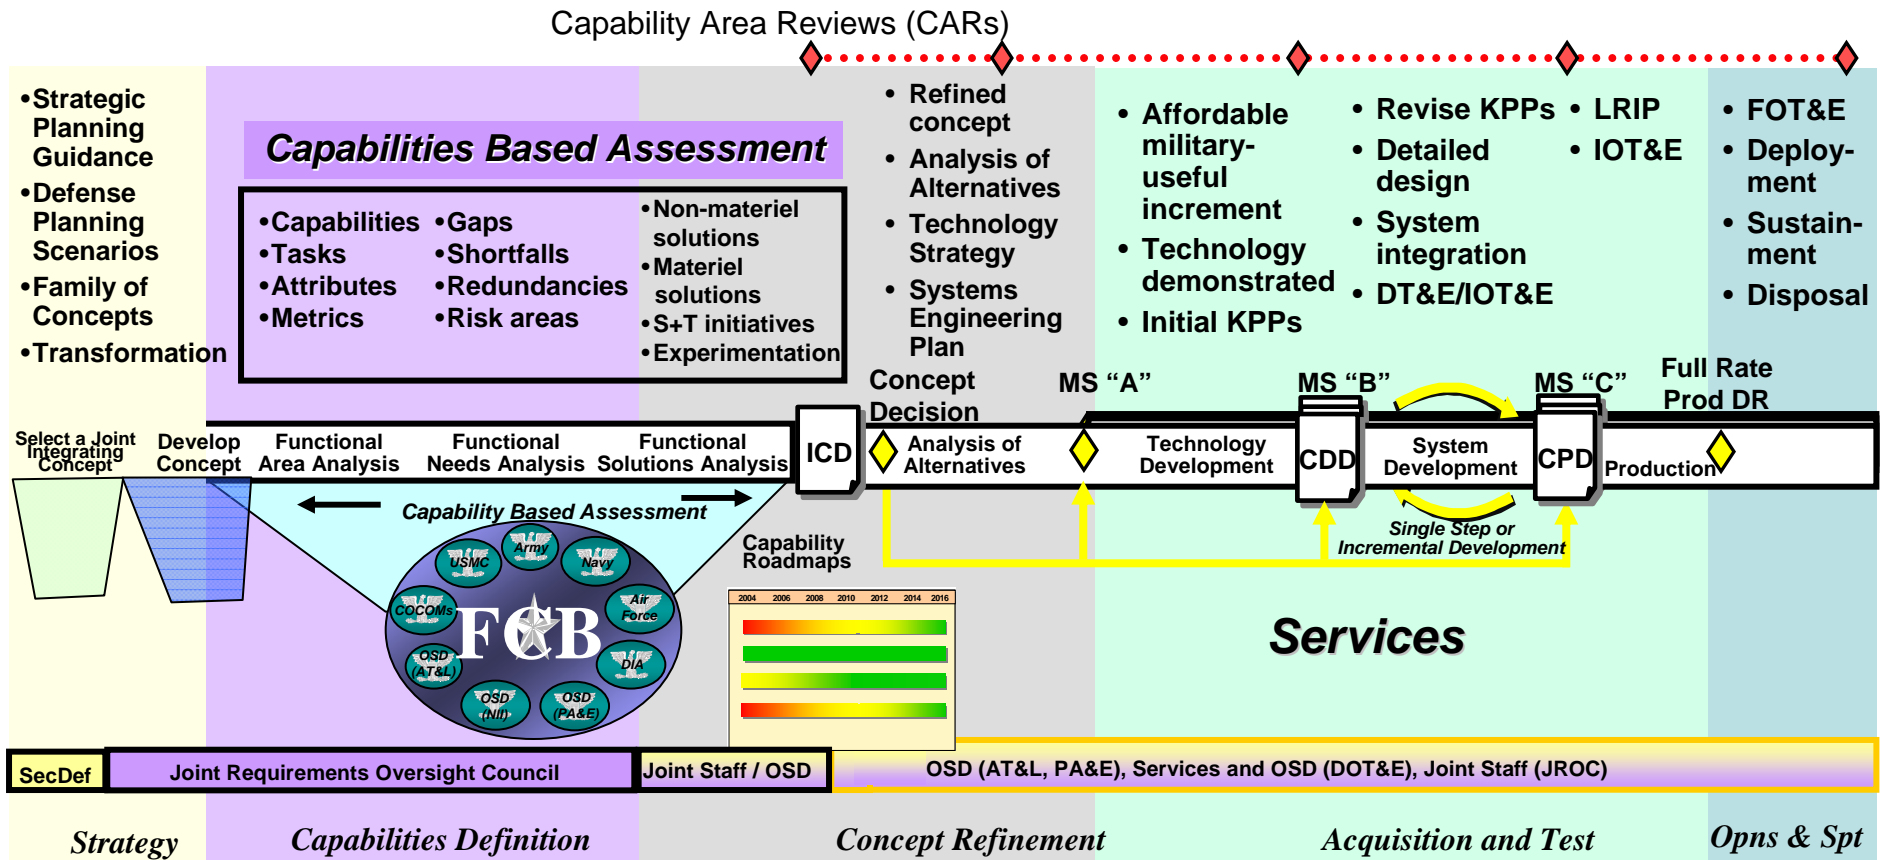 Capability Area Reviews (CARs)
•Strategic
Planning
Guidance
•Defense
Planning
Scenarios
•Family of
Concepts
•Transformation
Capabilities Based Assessment
•Capabilities
•Tasks
•Attributes
•Metrics
•Gaps
•Shortfalls
•Redundancies
•Risk areas
•Non-materiel
solutions
•Materiel
solutions
•S+T initiatives
•Experimentation
• Refined
concept
• Analysis of
Alternatives
• Technology
Strategy
• Systems
Engineering
Plan
• Affordable
military-
useful
increment
• Technology
demonstrated
• Initial KPPs
• Revise KPPs
• Detailed
design
• System
integration
• DT&E/IOT&E
• LRIP
• IOT&E
• FOT&E
• Deploy-
ment
• Sustain-
ment
• Disposal
Concept
Decision
MS “A”
MS “B”
MS “C”
Full Rate
Prod DR
Select a Joint
Integrating
Concept
Develop
Concept
Functional
Area Analysis
Functional
Needs Analysis
Functional
Solutions Analysis
ICD
Analysis of
Alternatives
Technology
Development
CDD
System
Development
CPD
Production
Capability Based Assessment
Single Step or
Incremental Development
Army
USMC
Navy
COCOMs
Air
Force
FCB
OSD
(AT&L)
DIA
OSD
(NII)
OSD
(PA&E)
Capability
Roadmaps
2004 2006 2008 2010 2012 2014 2016
Services
SecDef
Joint Requirements Oversight Council
Joint Staff / OSD
OSD (AT&L, PA&E), Services and OSD (DOT&E), Joint Staff (JROC)
Strategy
Capabilities Definition
Concept Refinement
Acquisition and Test
Opns & Spt